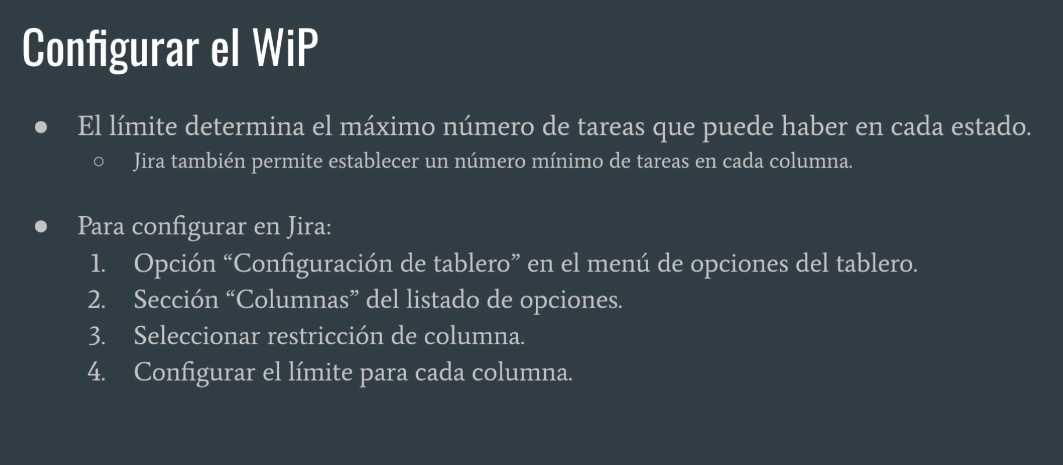 Configurar el WiP
● El límite determina el máximo número de tareas que puede haber en cada estado.
○ Jira también permite establecer un número mínimo de tareas en cada columna.
● Para configurar en Jira:
1. Opción “Configuración de tablero” en el menú de opciones del tablero.
2. Sección “Columnas” del listado de opciones.
3. Seleccionar restricción de columna.
4. Configurar el límite para cada columna.